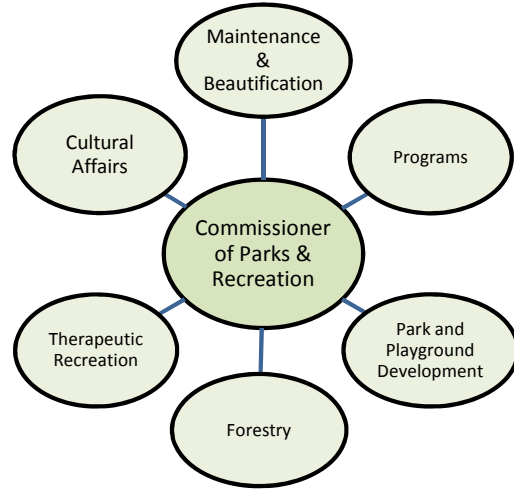 Maintenance
&
Beautification
Cultural
Affairs
Programs
Commissioner
of Parks &
Recreation
Therapeutic
Recreation
Park and
Playground
Development
Forestry